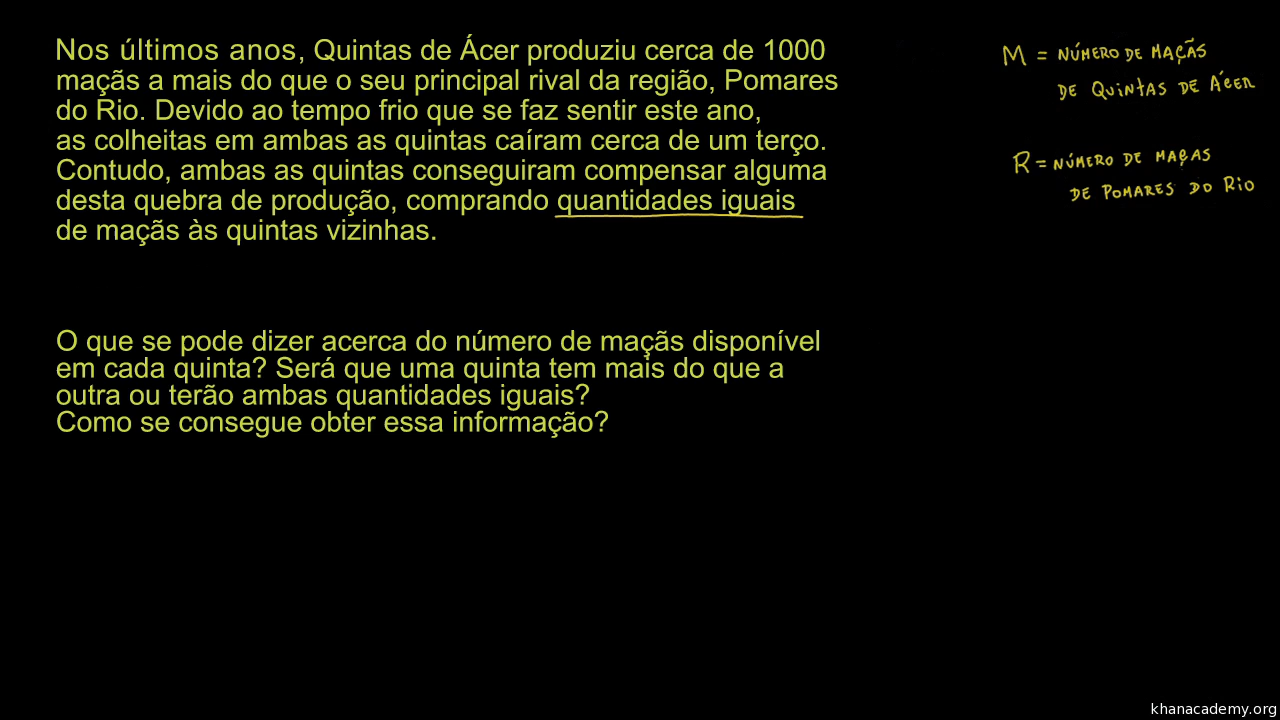 Nos últimos anos, Quintas de Ácer produziu cerca de 1000
maçãs a mais do que o seu principal rival da região, Pomares
do Rio. Devido ao tempo frio que se faz sentir este ano,
as colheitas em ambas as quintas caíram cerca de um terço.
Contudo, ambas as quintas conseguiram compensar alguma
desta quebra de produção, comprando quantidades iguais
de maçãs às quintas vizinhas.
O que se pode dizer acerca do número de maçãs disponível
em cada quinta? Será que uma quinta tem mais do que a
outra ou terão ambas quantidades iguais?
Como se consegue obter essa informação?
M = NÚMERO DE MAÇÃS
DE QUINTAS DE ÁCER
R = NÚMERO DE MAÇAS
DE POMARES DO RIO
khanacademy.org